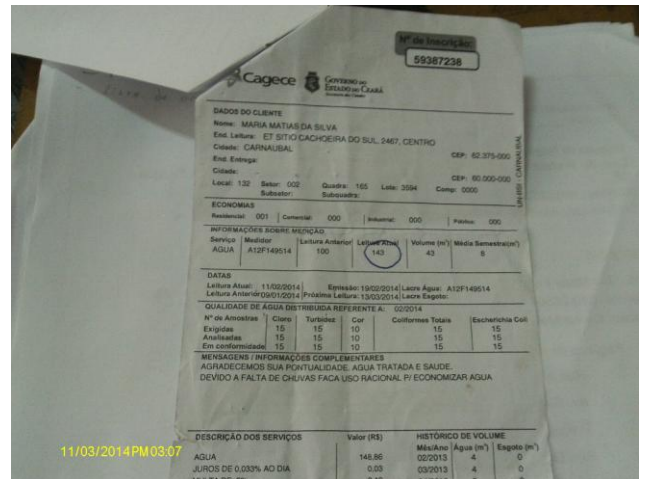 Nº de Inscrição:
59387238
Cagece
GOVERNO DO
ESTADO DO CEARÁ
DADOS DO CLIENTE
Nome: MARIA MATIAS DA SILVA
End. Leitura: ET SITIO CACHOEIRA DO SUL, 2467, CENTRO
Cidade: CARNAUBAL CEP: 62.375-000
End. Entrega:
Cidade: CEP: 60.000-000
Local: 132 Setor: 002 Quadra: 165 Lote: 3594 Comp: 0000
Subsetor: Subquadra:
ECONOMIAS
Residencial: 001 Comercial: 000 Industrial: 000 Pública: 000
INFORMAÇÕES SOBRE MEDIÇÃO
Serviço Medidor Leitura Anterior Leitura Atual Volume (m³) Média Semestral(m³)
AGUA A12F149514 100 143 43 8
DATAS
Leitura Atual: 11/02/2014 Emissão: 19/02/2014 Lacre Água: A12F149514
Leitura Anterior 09/01/2014 Próxima Leitura: 13/03/2014 Lacre Esgoto:
QUALIDADE DE ÁGUA DISTRIBUIDA REFERENTE A: 02/2014
Nº de Amostras Cloro Turbidez Cor Coliformes Totais Escherichia Coli
Exigidas 15 15 10 15 15
Analisadas 15 15 10 15 15
Em conformidade 15 15 10 15 15
MENSAGENS / INFORMAÇÕES COMPLEMENTARES
AGRADECEMOS SUA PONTUALIDADE. AGUA TRATADA E SAUDE.
DEVIDO A FALTA DE CHUVAS FACA USO RACIONAL P/ ECONOMIZAR AGUA
DESCRIÇÃO DOS SERVIÇOS Valor (R$) HISTÓRICO DE VOLUME
Mês/Ano Água (m³) Esgoto (m³)
AGUA 148,86 02/2013 4 0
JUROS DE 0,033% AO DIA 0,03 03/2013 4 0
11/03/2014 PM 03:07